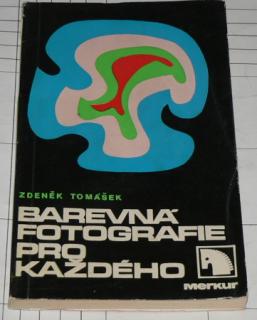 ZDENĚK TOMÁŠEK
BAREVNÁ
FOTOGRAFIE
PRO
KAŽDÉHO
merkur